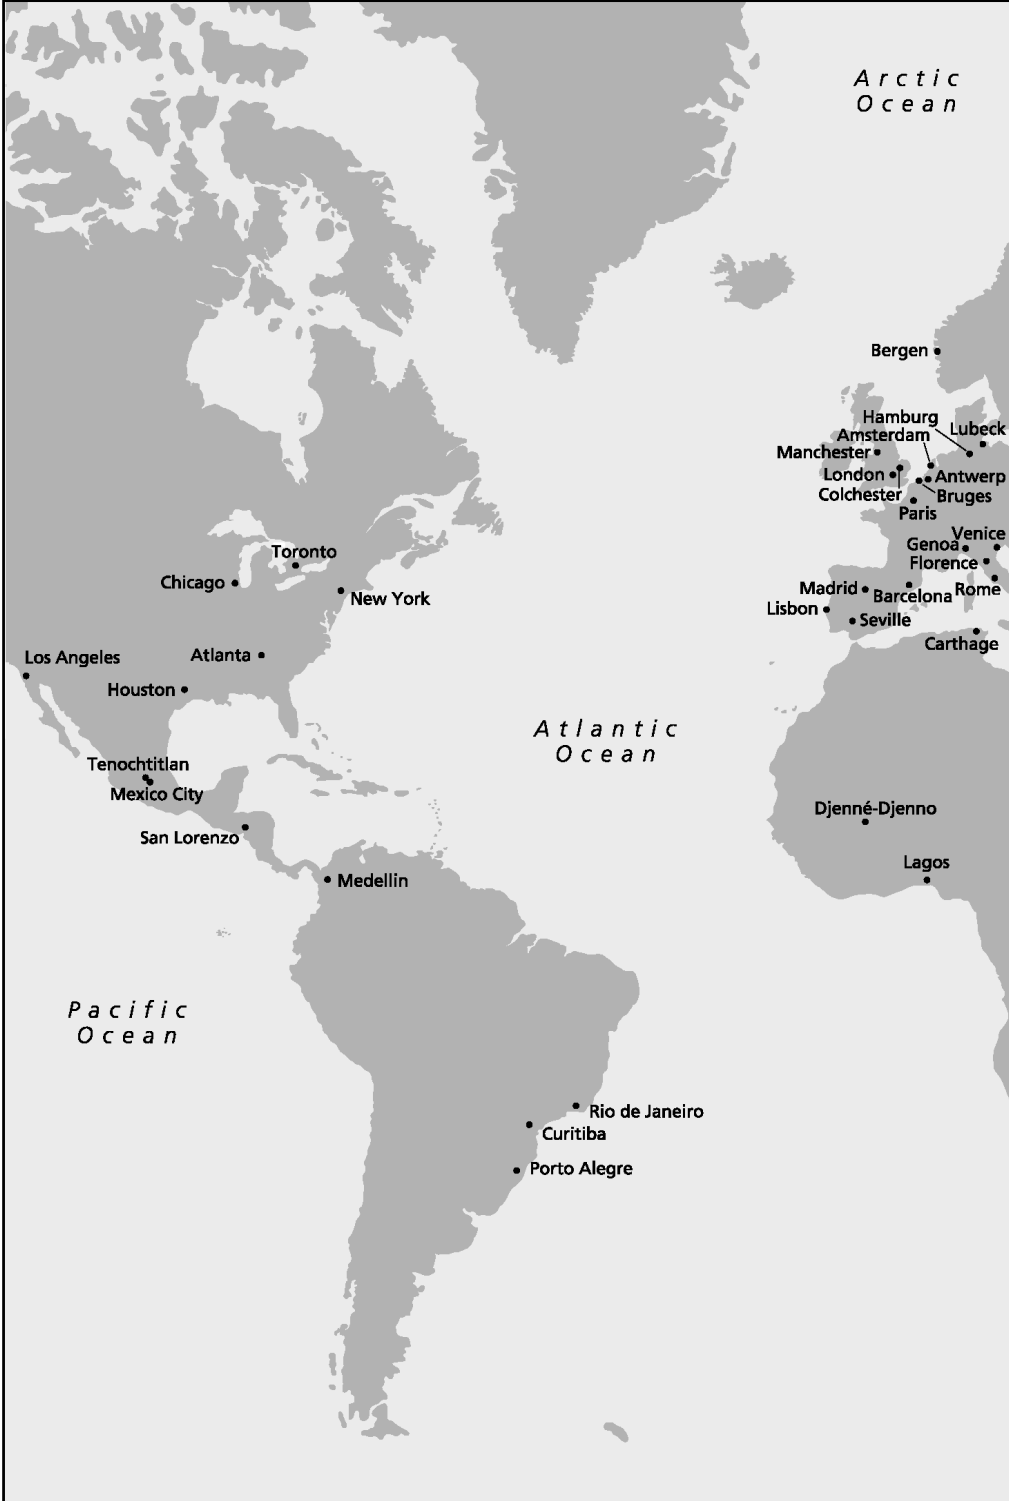 Arctic
Ocean
Bergen
Hamburg
Lubeck
Amsterdam
Manchester
London
Antwerp
Colchester
Bruges
Paris
Venice
Genoa
Florence
Toronto
Chicago
New York
Madrid
Barcelona
Rome
Lisbon
Seville
Carthage
Los Angeles
Atlanta
Houston
Atlantic
Ocean
Tenochtitlan
Mexico City
San Lorenzo
Djenné-Djenno
Lagos
Medellin
Pacific
Ocean
Rio de Janeiro
Curitiba
Porto Alegre